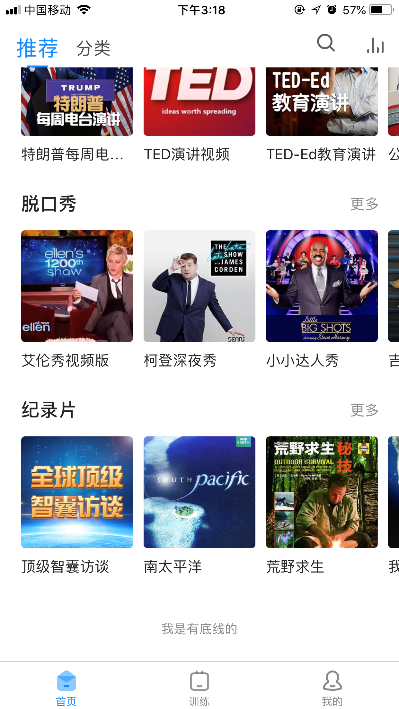 中国移动
下午3:18
57%
推荐
分类
TRUMP
特朗普
每周电台演讲
TED
ideas worth spreading
TED-Ed
教育演讲
特朗普每周电...
TED演讲视频
TED-Ed教育演讲
脱口秀
更多
ellen's
1200th
show
ellen
THE
Late Late
SHOW
JAMES
CORDEN
Little
BIG SHOTS
艾伦秀视频版
柯登深夜秀
小小达人秀
吉
纪录片
更多
全球顶级
智囊访谈
SOUTH pacific
荒野求生秘技
OUTDOOR SURVIVAL
顶级智囊访谈
南太平洋
荒野求生
我
我是有底线的
首页
训练
我的